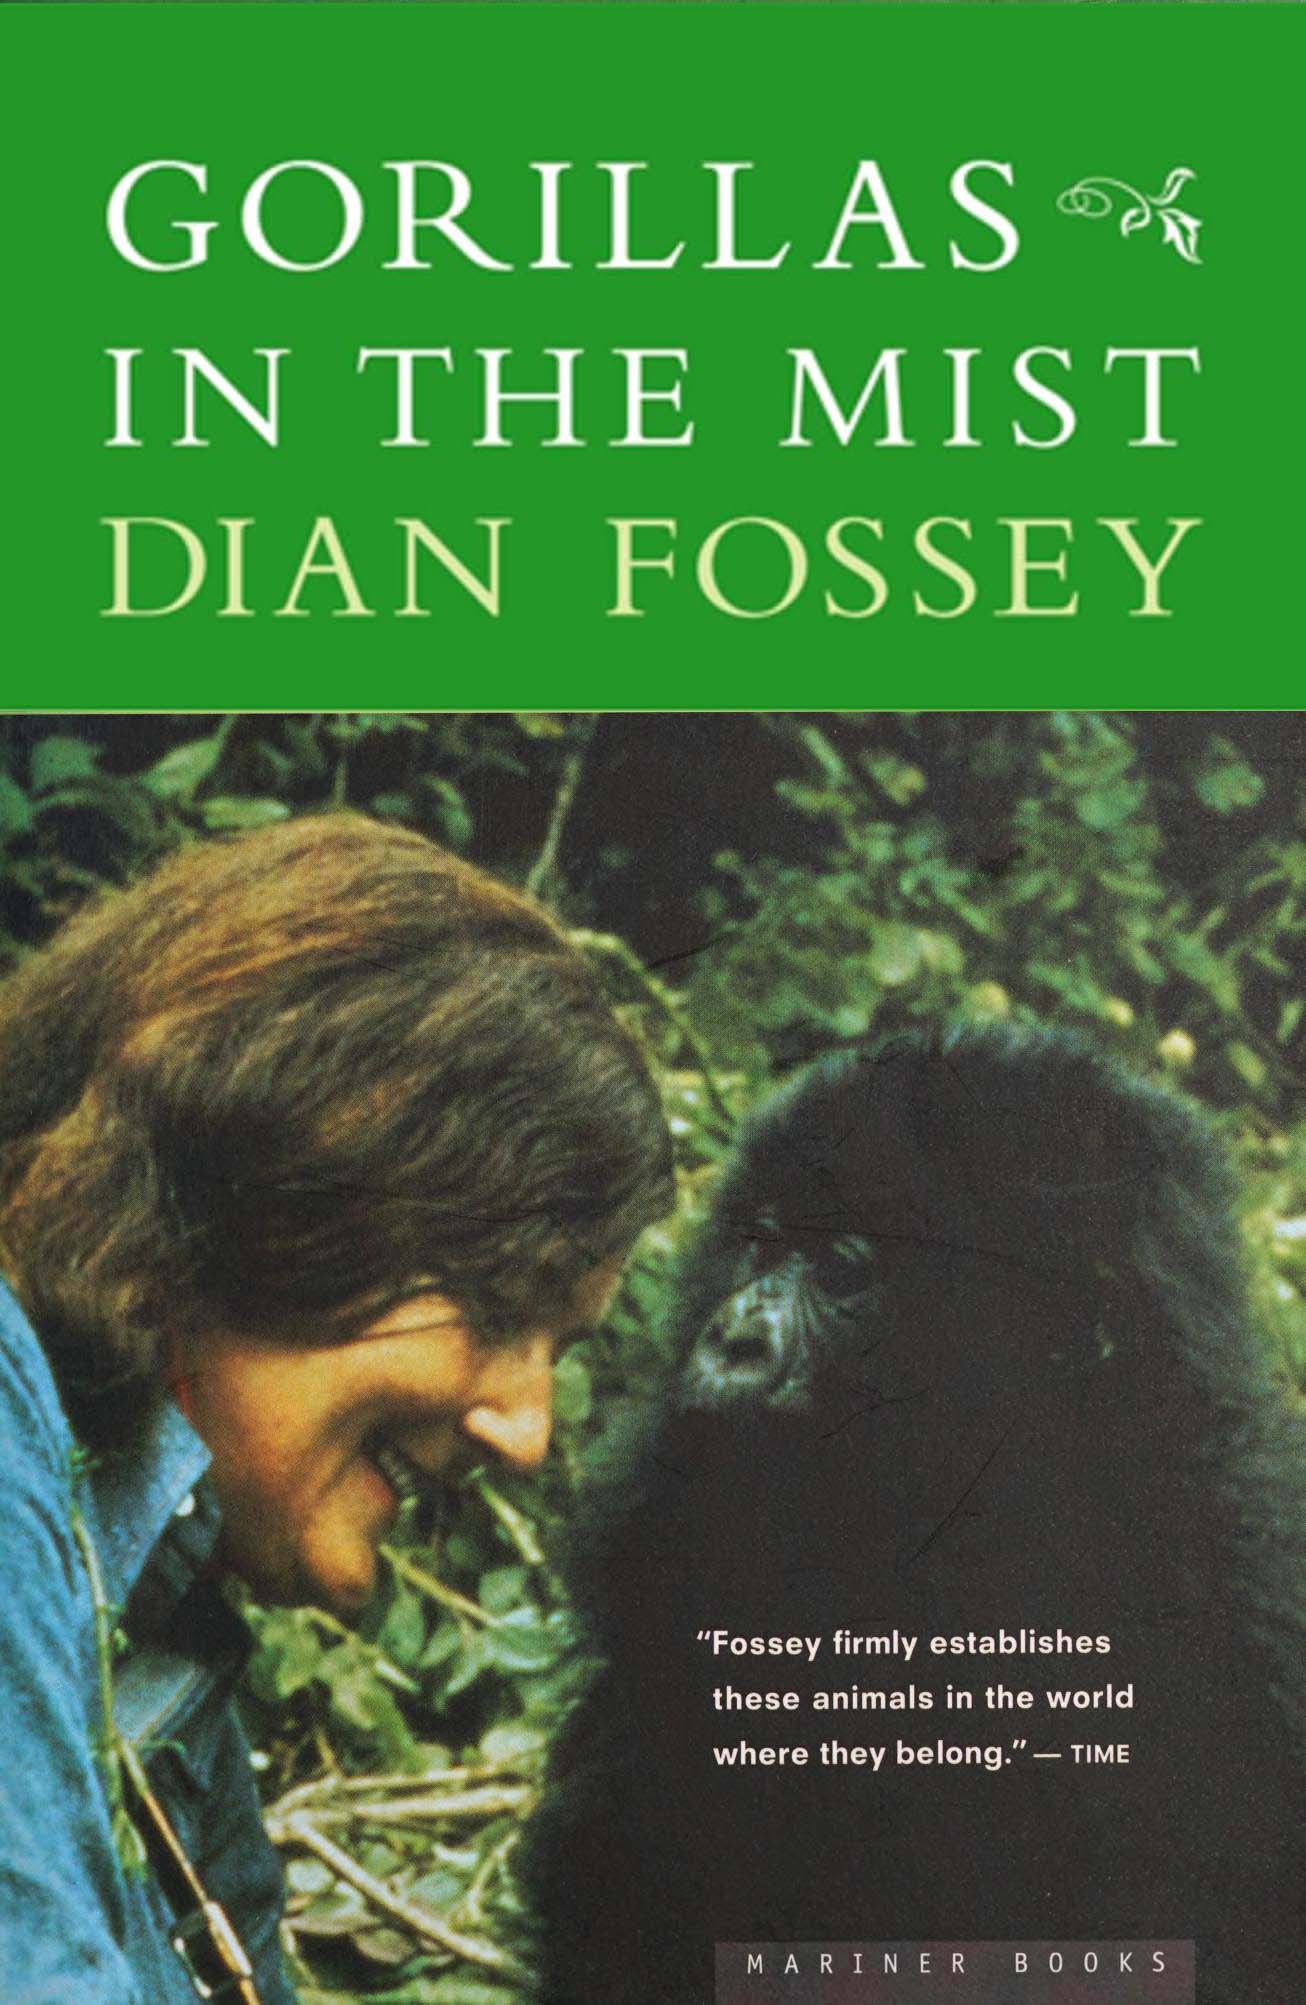 GORILLAS
IN THE MIST
DIAN FOSSEY
“Fossey firmly establishes
these animals in the world
where they belong.”— TIME
MARINER BOOKS